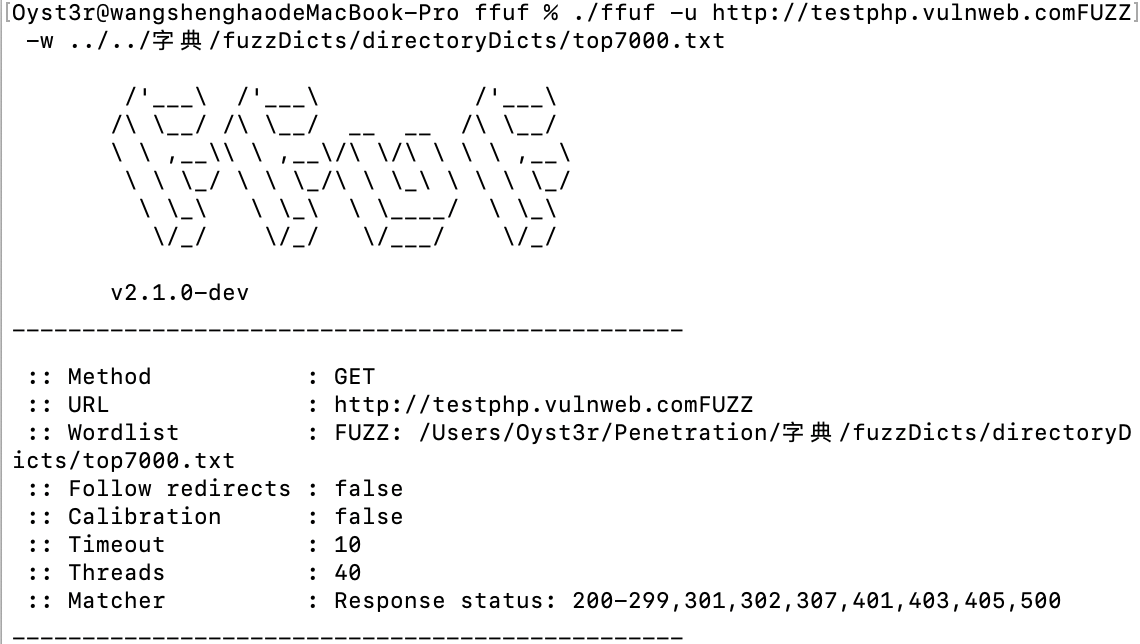 [Oyst3r@wangshenghaodeMacBook-Pro ffuf % ./ffuf -u http://testphp.vulnweb.comFUZZ]
 -w ../../字典/fuzzDicts/directoryDicts/top7000.txt

        /'___\  /'___\           /'___\
       /\ \__/ /\ \__/  __  __  /\ \__/
       \ \ ,__\\ \ ,__\/\ \/\ \ \ \ ,__\
        \ \ \_/ \ \ \_/\ \ \_\ \ \ \ \_/
         \ \_\   \ \_\  \ \____/  \ \_\
          \/_/    \/_/   \/___/    \/_/

       v2.1.0-dev
________________________________________________

 :: Method           : GET
 :: URL              : http://testphp.vulnweb.comFUZZ
 :: Wordlist         : FUZZ: /Users/Oyst3r/Penetration/字典/fuzzDicts/directoryD
icts/top7000.txt
 :: Follow redirects : false
 :: Calibration      : false
 :: Timeout          : 10
 :: Threads          : 40
 :: Matcher          : Response status: 200-299,301,302,307,401,403,405,500
________________________________________________